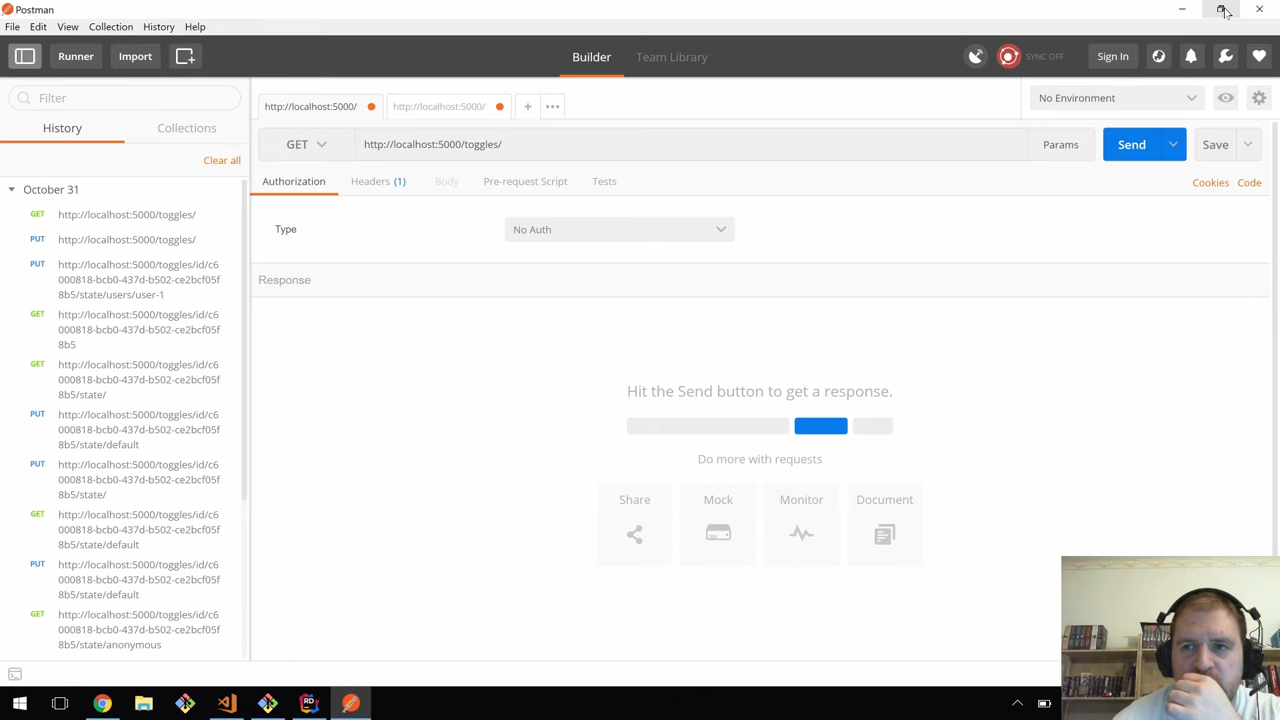 Postman
File Edit View Collection History Help
Runner Import
Builder Team Library
SYNC OFF
Sign In
Filter
History Collections
Clear all
October 31
GET http://localhost:5000/toggles/
PUT http://localhost:5000/toggles/
PUT http://localhost:5000/toggles/id/c6
000818-bcb0-437d-b502-ce2bcf05f
8b5/state/users/user-1
GET http://localhost:5000/toggles/id/c6
000818-bcb0-437d-b502-ce2bcf05f
8b5
GET http://localhost:5000/toggles/id/c6
000818-bcb0-437d-b502-ce2bcf05f
8b5/state/
PUT http://localhost:5000/toggles/id/c6
000818-bcb0-437d-b502-ce2bcf05f
8b5/state/default
PUT http://localhost:5000/toggles/id/c6
000818-bcb0-437d-b502-ce2bcf05f
8b5/state/
GET http://localhost:5000/toggles/id/c6
000818-bcb0-437d-b502-ce2bcf05f
8b5/state/default
PUT http://localhost:5000/toggles/id/c6
000818-bcb0-437d-b502-ce2bcf05f
8b5/state/default
GET http://localhost:5000/toggles/id/c6
000818-bcb0-437d-b502-ce2bcf05f
8b5/state/anonymous
http://localhost:5000/ http://localhost:5000/
No Environment
GET http://localhost:5000/toggles/ Params Send Save
Authorization Headers (1) Body Pre-request Script Tests
Cookies Code
Type No Auth
Response
Hit the Send button to get a response.
Do more with requests
Share Mock Monitor Document
RD